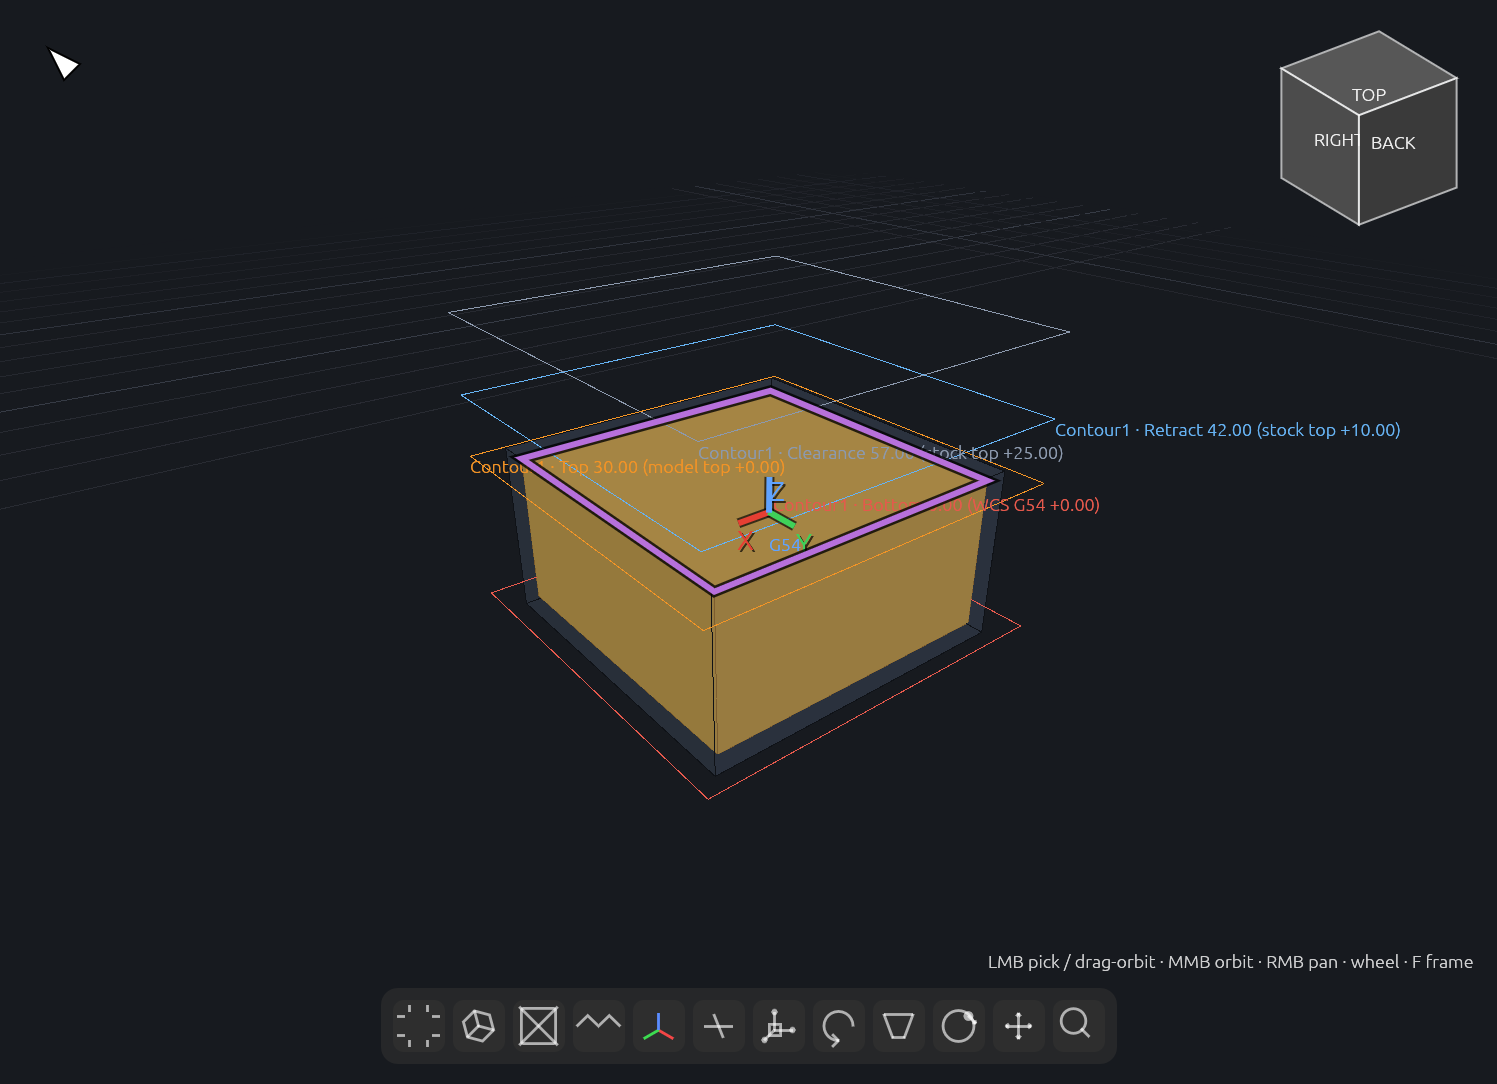 TOP
RIGHT
BACK
Contour1 · Retract 42.00 (stock top +10.00)
Contour1 · Clearance 57.00 (stock top +25.00)
Top 30.00 (model top +0.00)
(WCS G54 +0.00)
Z
X
Y
G54
LMB pick / drag-orbit · MMB orbit · RMB pan · wheel · F frame